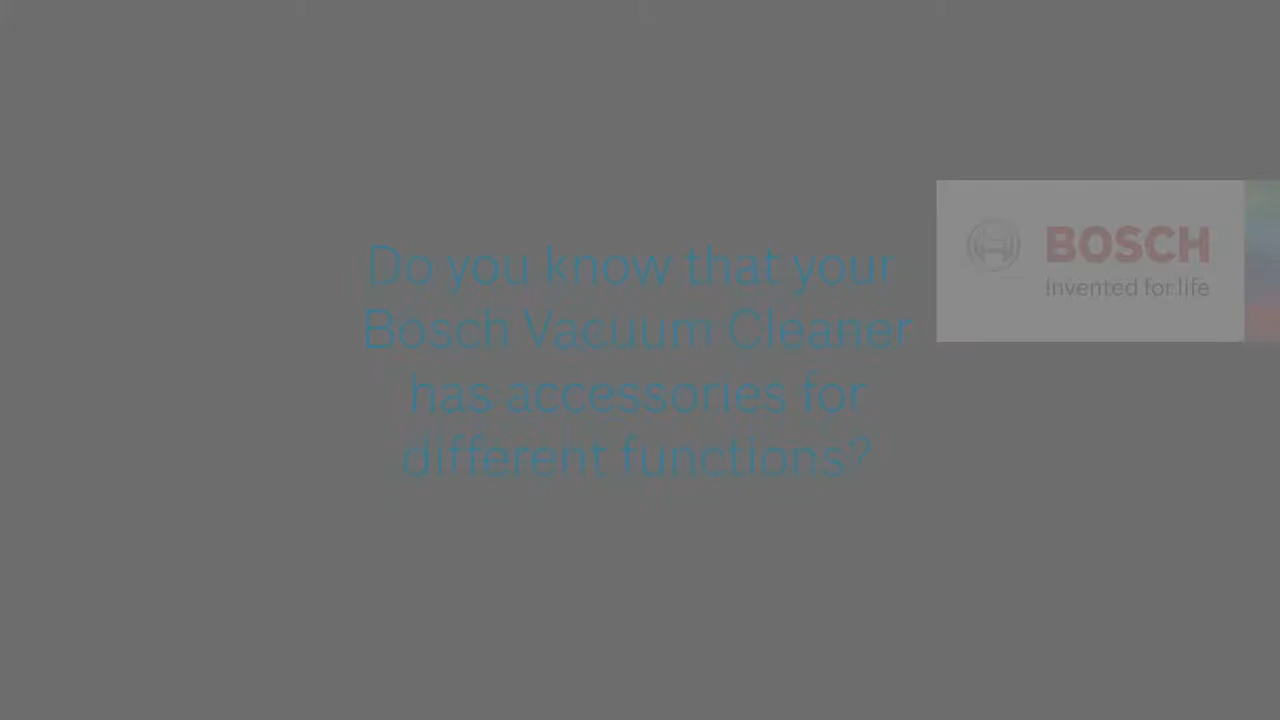 Do you know that your
Bosch Vacuum Cleaner
has accessories for
different functions?
BOSCH
Invented for life